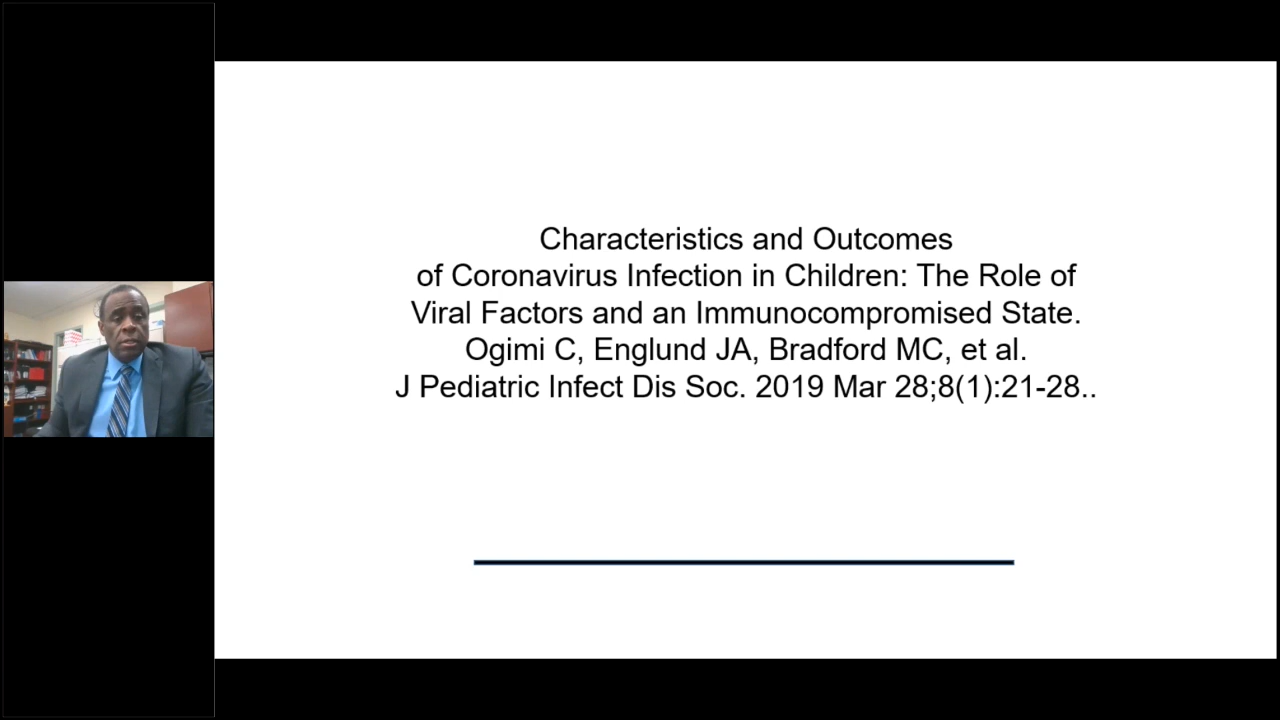 Characteristics and Outcomes
of Coronavirus Infection in Children: The Role of
Viral Factors and an Immunocompromised State.
Ogimi C, Englund JA, Bradford MC, et al.
J Pediatric Infect Dis Soc. 2019 Mar 28;8(1):21-28..